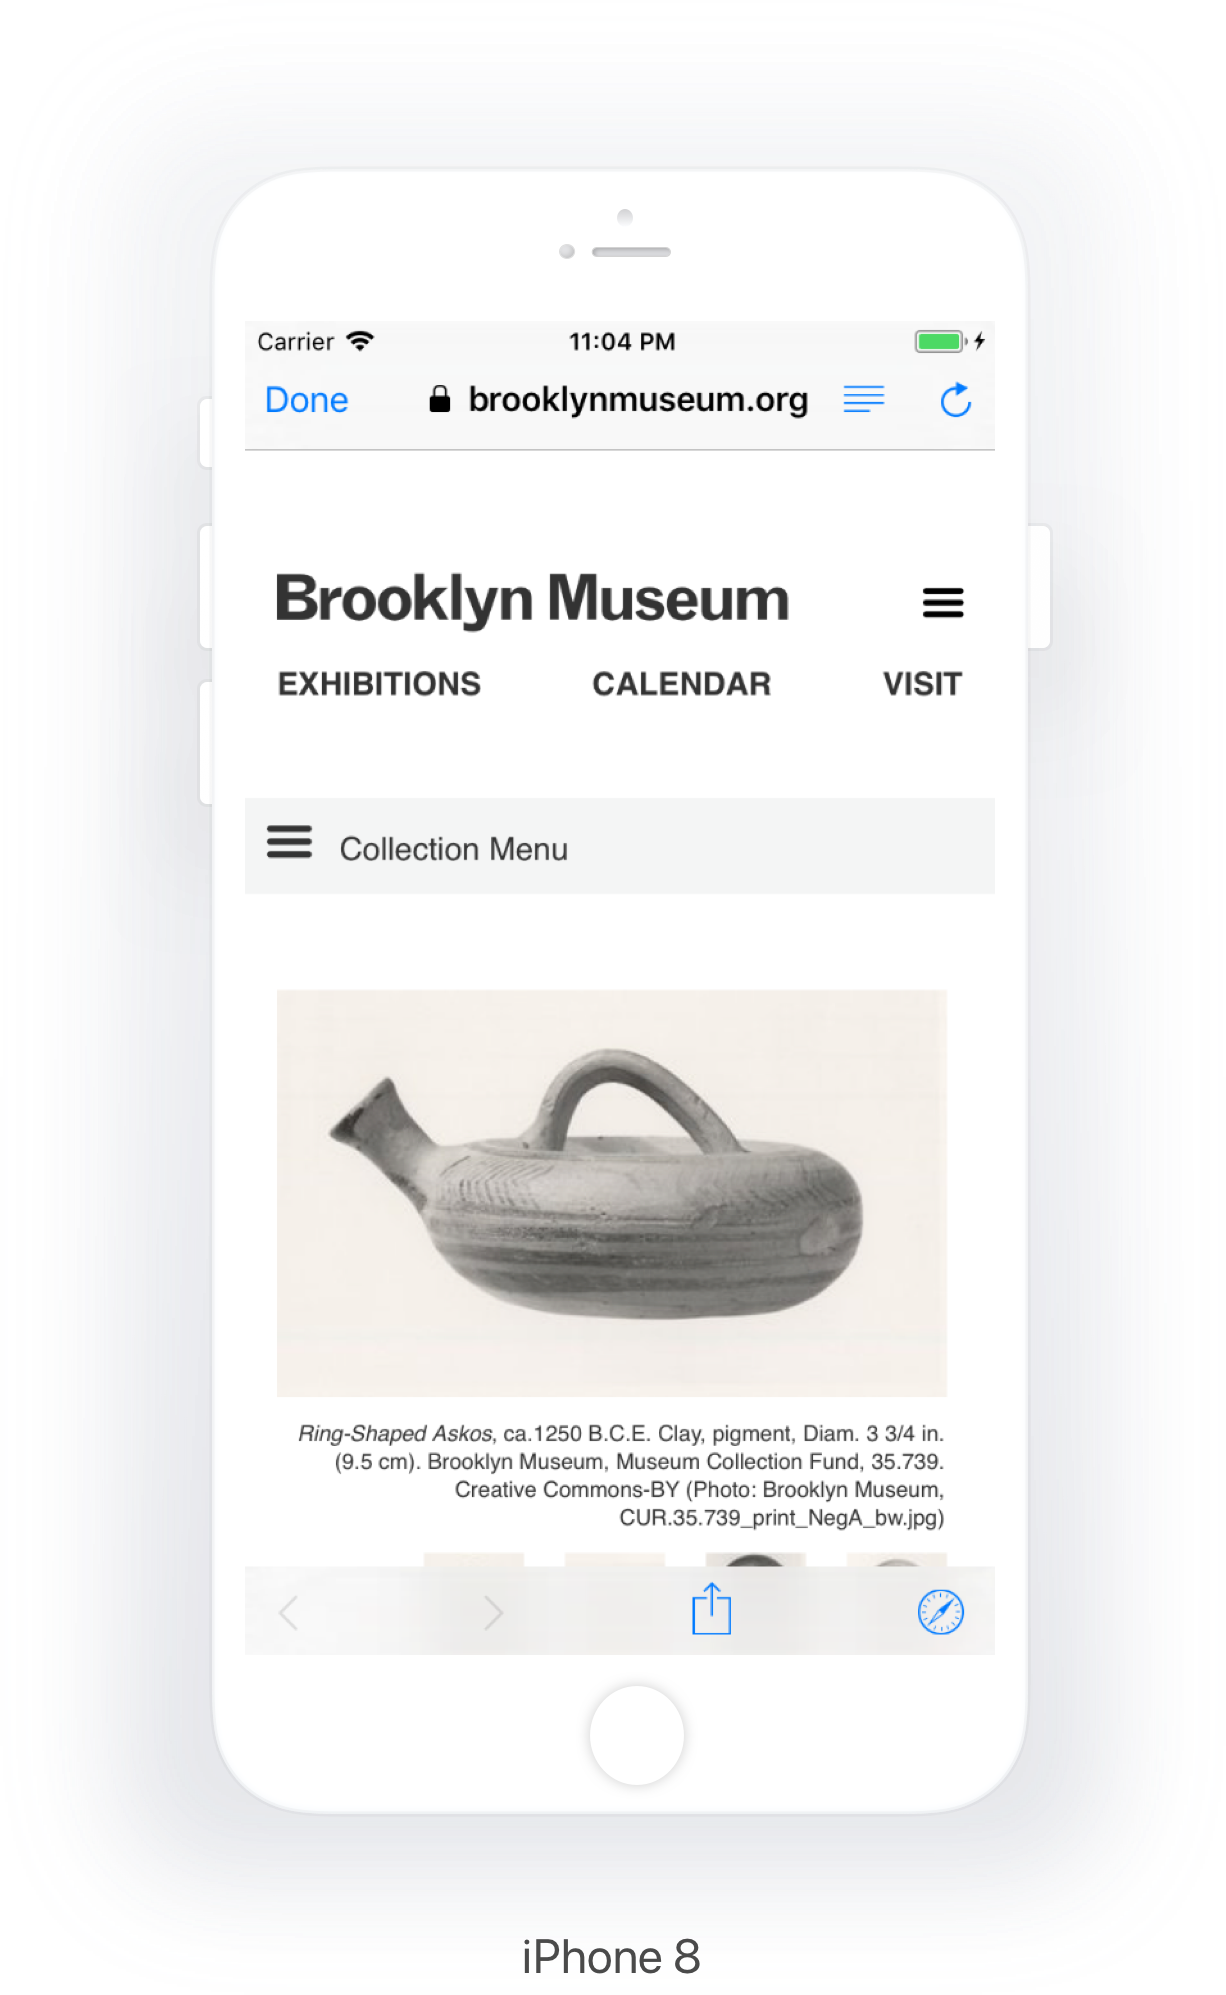 Carrier 11:04 PM
Done brooklynmuseum.org
Brooklyn Museum
EXHIBITIONS CALENDAR VISIT
Collection Menu
Ring-Shaped Askos, ca.1250 B.C.E. Clay, pigment, Diam. 3 3/4 in.
(9.5 cm). Brooklyn Museum, Museum Collection Fund, 35.739.
Creative Commons-BY (Photo: Brooklyn Museum,
CUR.35.739_print_NegA_bw.jpg)
iPhone 8